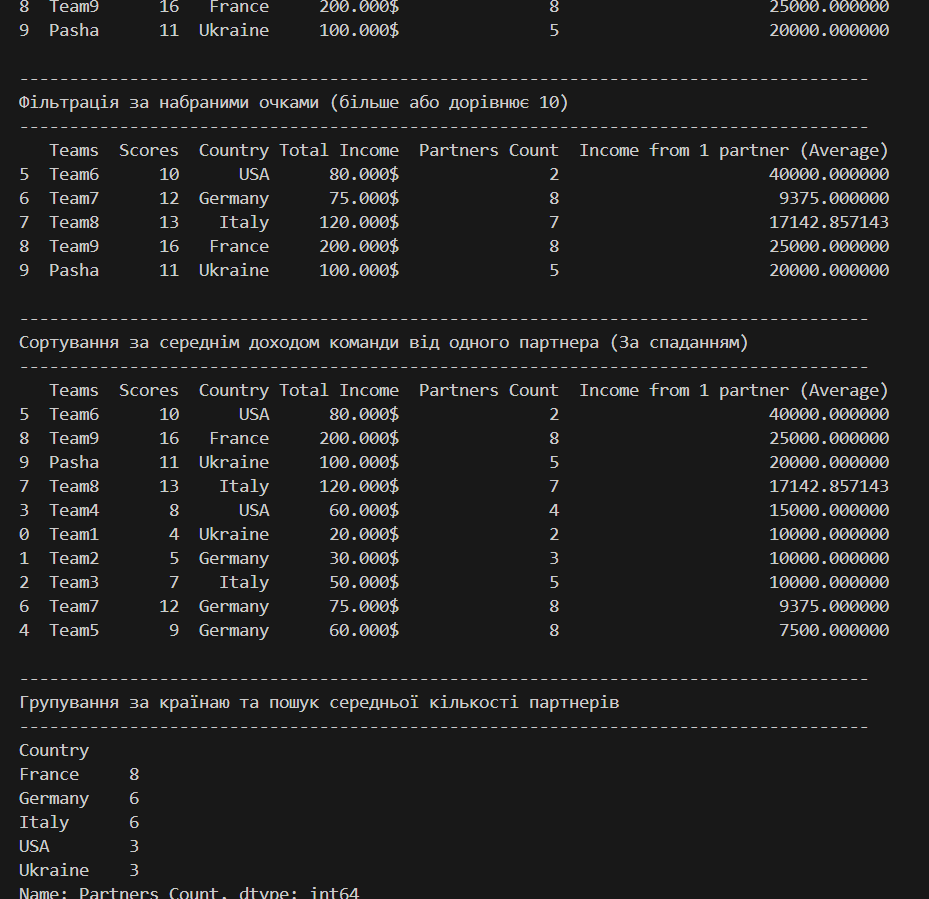 8  Team9      16   France     200.000$               8                     25000.000000
9  Pasha      11  Ukraine     100.000$               5                     20000.000000
-------------------------------------------------------------------------------------
Фільтрація за набраними очками (більше або дорівнює 10)
-------------------------------------------------------------------------------------
   Teams  Scores  Country Total Income  Partners Count  Income from 1 partner (Average)
5  Team6      10      USA      80.000$               2                     40000.000000
6  Team7      12  Germany      75.000$               8                      9375.000000
7  Team8      13    Italy     120.000$               7                     17142.857143
8  Team9      16   France     200.000$               8                     25000.000000
9  Pasha      11  Ukraine     100.000$               5                     20000.000000
-------------------------------------------------------------------------------------
Сортування за середнім доходом команди від одного партнера (За спаданням)
-------------------------------------------------------------------------------------
   Teams  Scores  Country Total Income  Partners Count  Income from 1 partner (Average)
5  Team6      10      USA      80.000$               2                     40000.000000
8  Team9      16   France     200.000$               8                     25000.000000
9  Pasha      11  Ukraine     100.000$               5                     20000.000000
7  Team8      13    Italy     120.000$               7                     17142.857143
3  Team4       8      USA      60.000$               4                     15000.000000
0  Team1       4  Ukraine      20.000$               2                     10000.000000
1  Team2       5  Germany      30.000$               3                     10000.000000
2  Team3       7    Italy      50.000$               5                     10000.000000
6  Team7      12  Germany      75.000$               8                      9375.000000
4  Team5       9  Germany      60.000$               8                      7500.000000
-------------------------------------------------------------------------------------
Групування за країнаю та пошук середньої кількості партнерів
-------------------------------------------------------------------------------------
Country
France     8
Germany    6
Italy      6
USA        3
Ukraine    3
Name: Partners Count, dtype: int64